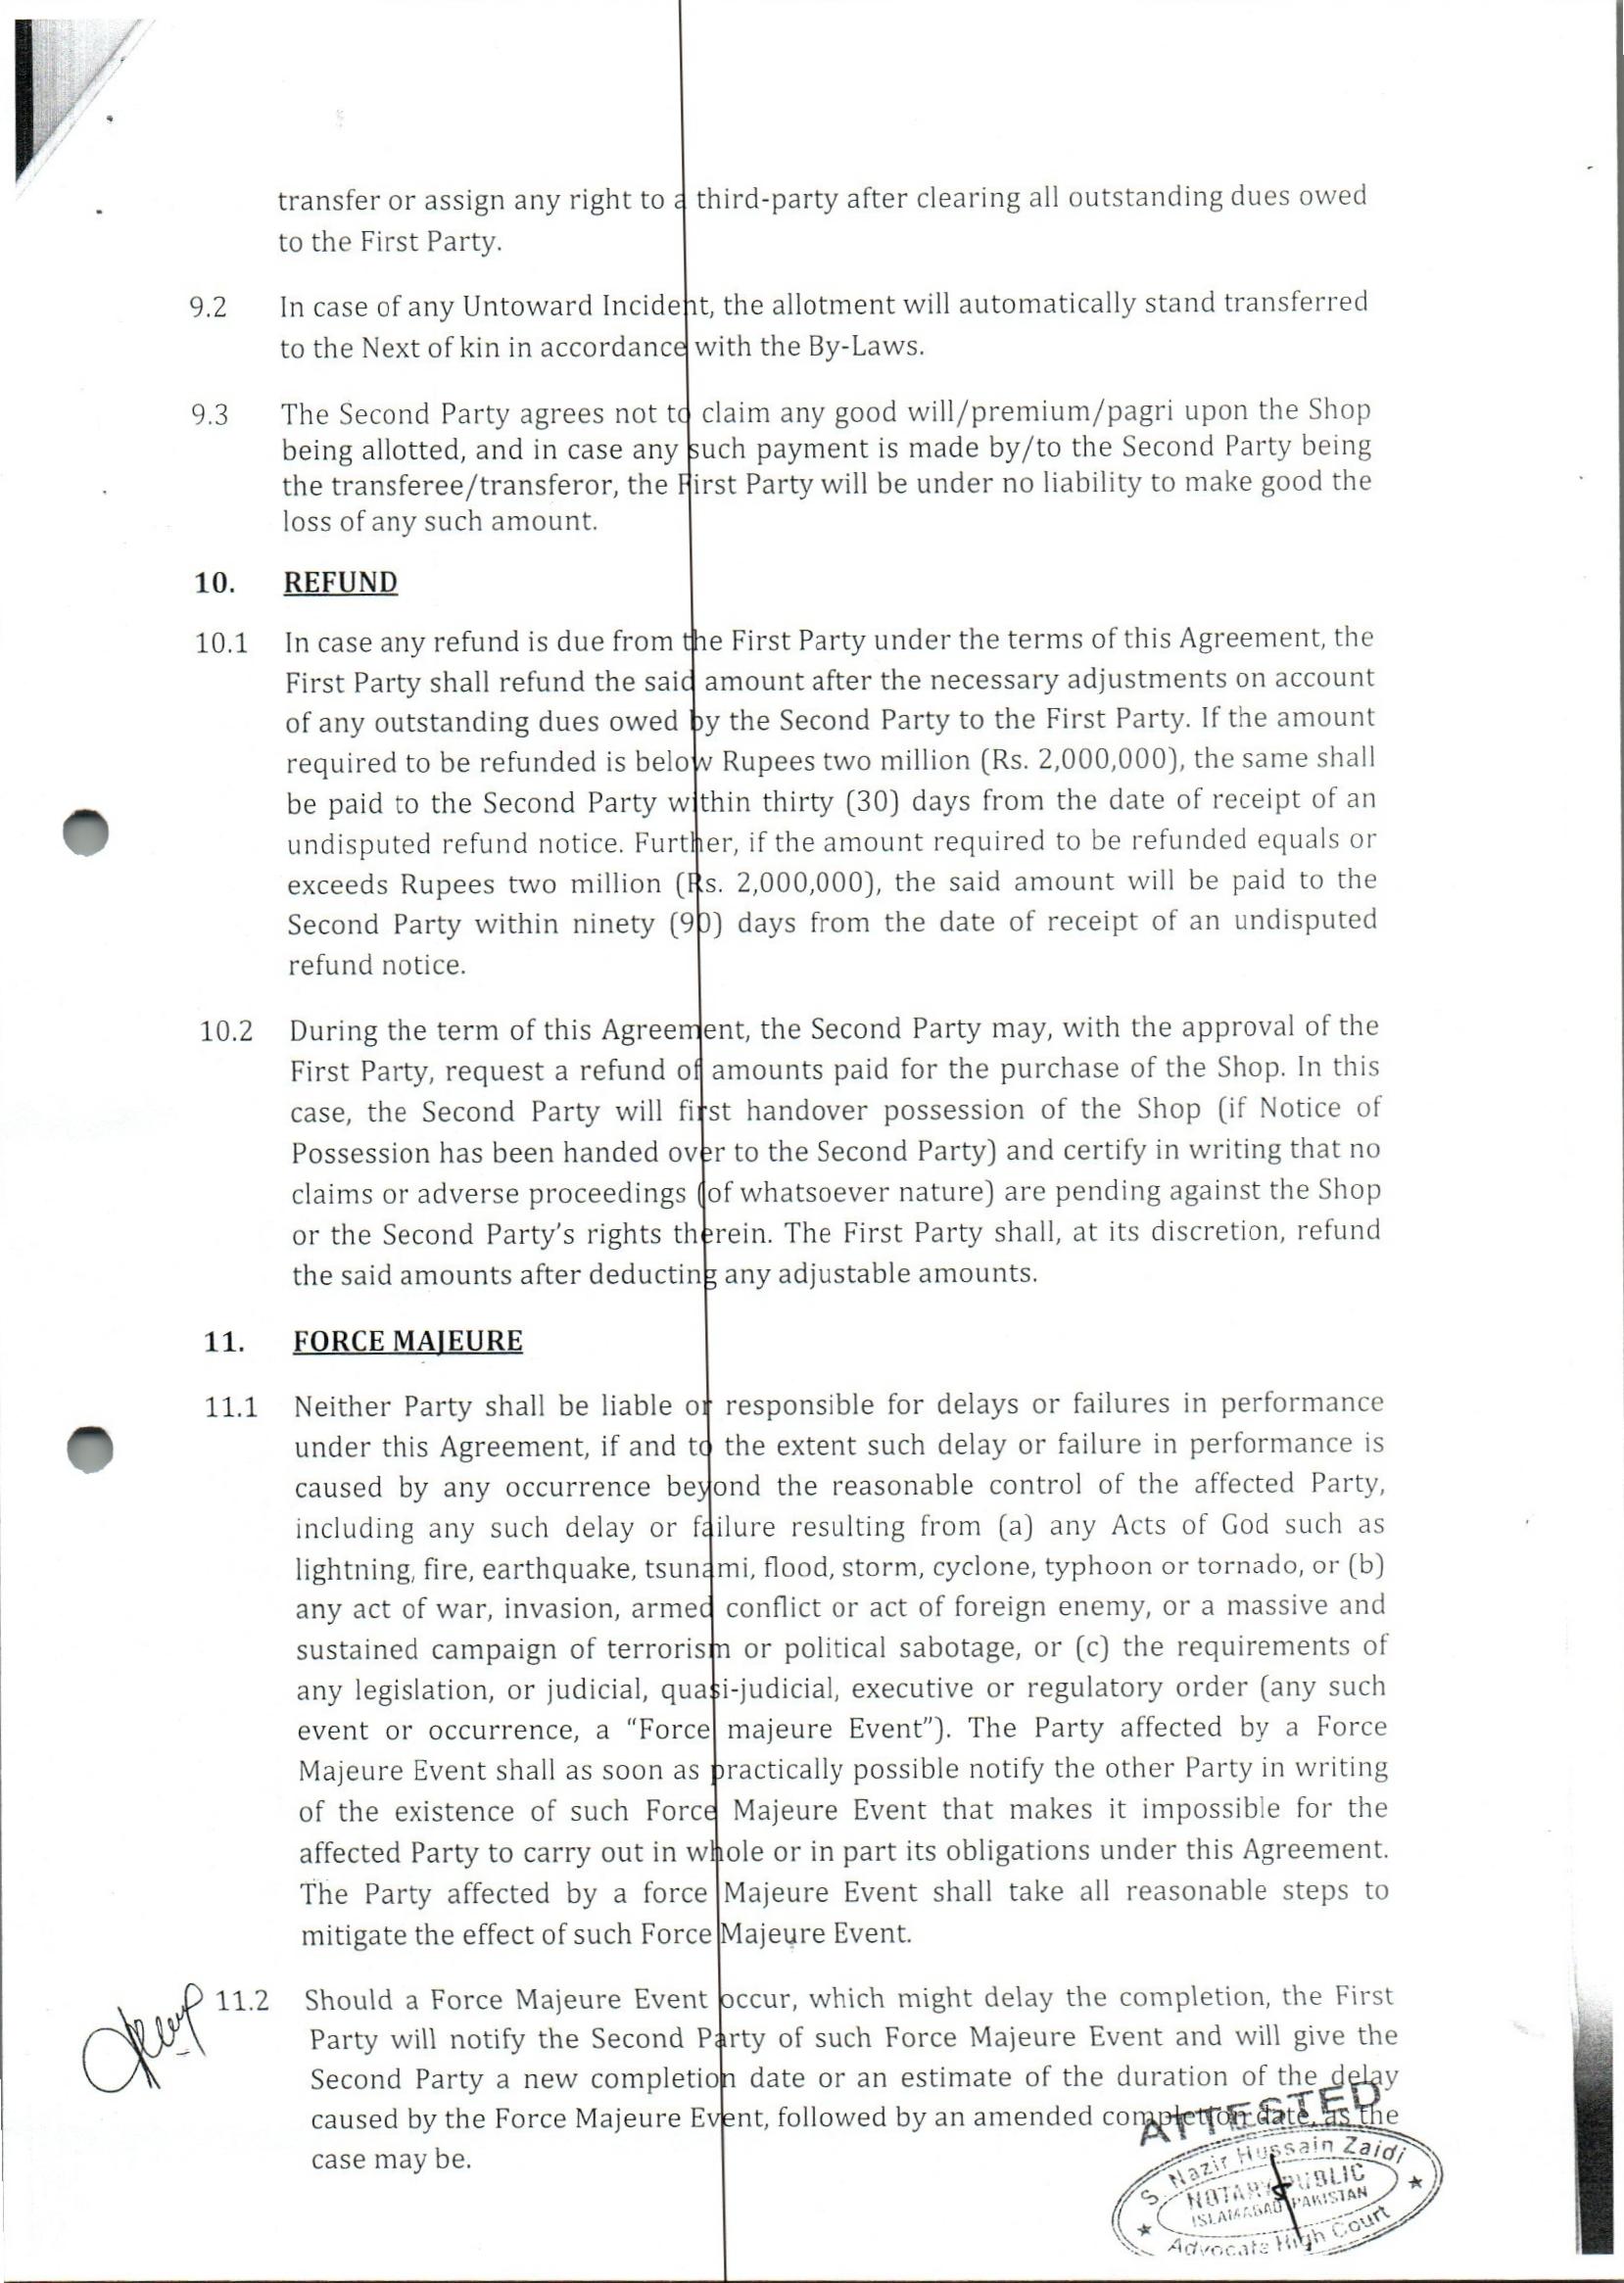 transfer or assign any right to a third-party after clearing all outstanding dues owed
to the First Party.
9.2 In case of any Untoward Incident, the allotment will automatically stand transferred
to the Next of kin in accordance with the By-Laws.
9.3 The Second Party agrees not to claim any good will/premium/pagri upon the Shop
being allotted, and in case any such payment is made by/to the Second Party being
the transferee/transferor, the First Party will be under no liability to make good the
loss of any such amount.
10. REFUND
10.1 In case any refund is due from the First Party under the terms of this Agreement, the
First Party shall refund the said amount after the necessary adjustments on account
of any outstanding dues owed by the Second Party to the First Party. If the amount
required to be refunded is below Rupees two million (Rs. 2,000,000), the same shall
be paid to the Second Party within thirty (30) days from the date of receipt of an
undisputed refund notice. Further, if the amount required to be refunded equals or
exceeds Rupees two million (Rs. 2,000,000), the said amount will be paid to the
Second Party within ninety (90) days from the date of receipt of an undisputed
refund notice.
10.2 During the term of this Agreement, the Second Party may, with the approval of the
First Party, request a refund of amounts paid for the purchase of the Shop. In this
case, the Second Party will first handover possession of the Shop (if Notice of
Possession has been handed over to the Second Party) and certify in writing that no
claims or adverse proceedings (of whatsoever nature) are pending against the Shop
or the Second Party's rights therein. The First Party shall, at its discretion, refund
the said amounts after deducting any adjustable amounts.
11. FORCE MAJEURE
11.1 Neither Party shall be liable or responsible for delays or failures in performance
under this Agreement, if and to the extent such delay or failure in performance is
caused by any occurrence beyond the reasonable control of the affected Party,
including any such delay or failure resulting from (a) any Acts of God such as
lightning, fire, earthquake, tsunami, flood, storm, cyclone, typhoon or tornado, or (b)
any act of war, invasion, armed conflict or act of foreign enemy, or a massive and
sustained campaign of terrorism or political sabotage, or (c) the requirements of
any legislation, or judicial, quasi-judicial, executive or regulatory order (any such
event or occurrence, a “Force majeure Event”). The Party affected by a Force
Majeure Event shall as soon as practically possible notify the other Party in writing
of the existence of such Force Majeure Event that makes it impossible for the
affected Party to carry out in whole or in part its obligations under this Agreement.
The Party affected by a force Majeure Event shall take all reasonable steps to
mitigate the effect of such Force Majeure Event.
11.2 Should a Force Majeure Event occur, which might delay the completion, the First
Party will notify the Second Party of such Force Majeure Event and will give the
Second Party a new completion date or an estimate of the duration of the delay
caused by the Force Majeure Event, followed by an amended completion date, as the
case may be.
ATTESTED
S. Nazir Hussain Zaidi
NOTARY PUBLIC
ISLAMABAD PAKISTAN
Advocate High Court